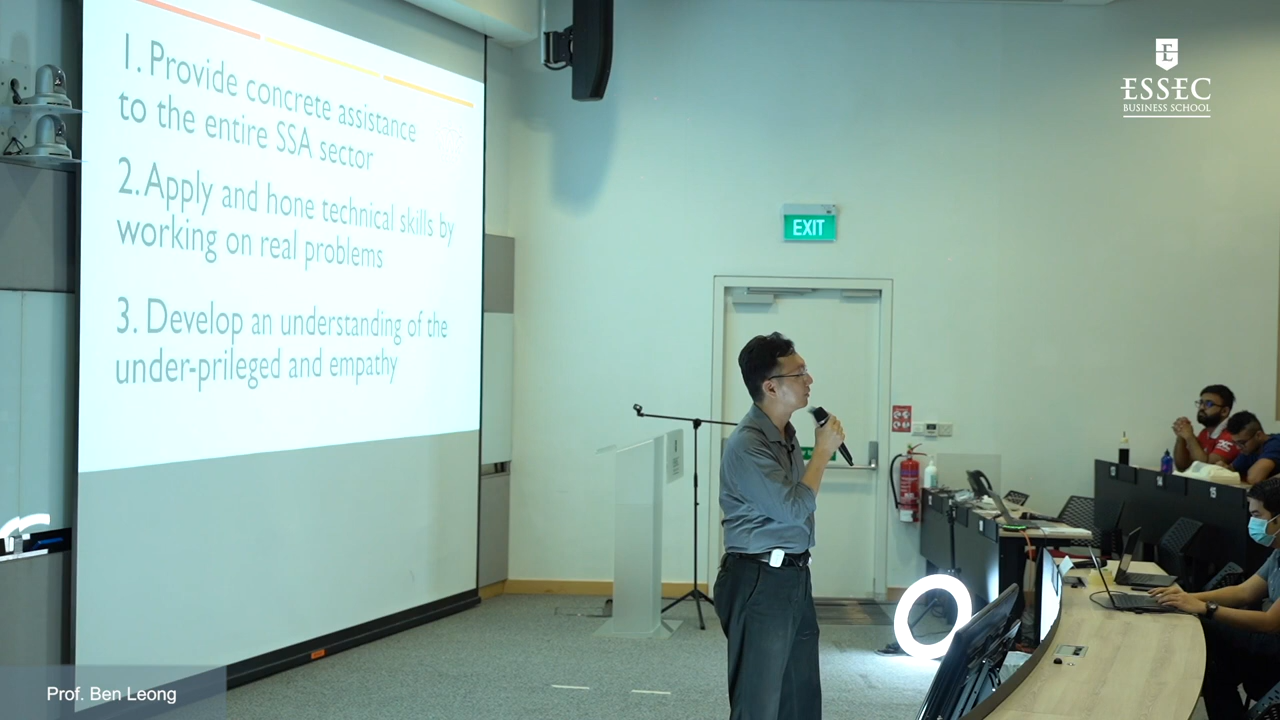 1. Provide concrete assistance
to the entire SSA sector
2. Apply and hone technical skills by
working on real problems
3. Develop an understanding of the
under-prileged and empathy
E
ESSEC
BUSINESS SCHOOL
EXIT
Prof. Ben Leong